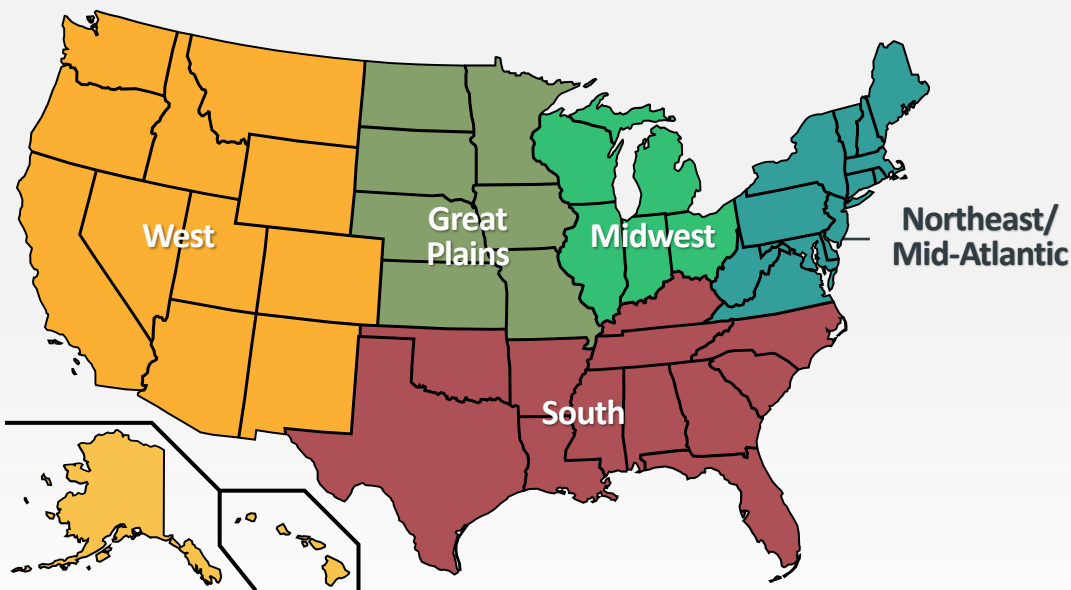 West
Great
Plains
Midwest
Northeast/
Mid-Atlantic
South